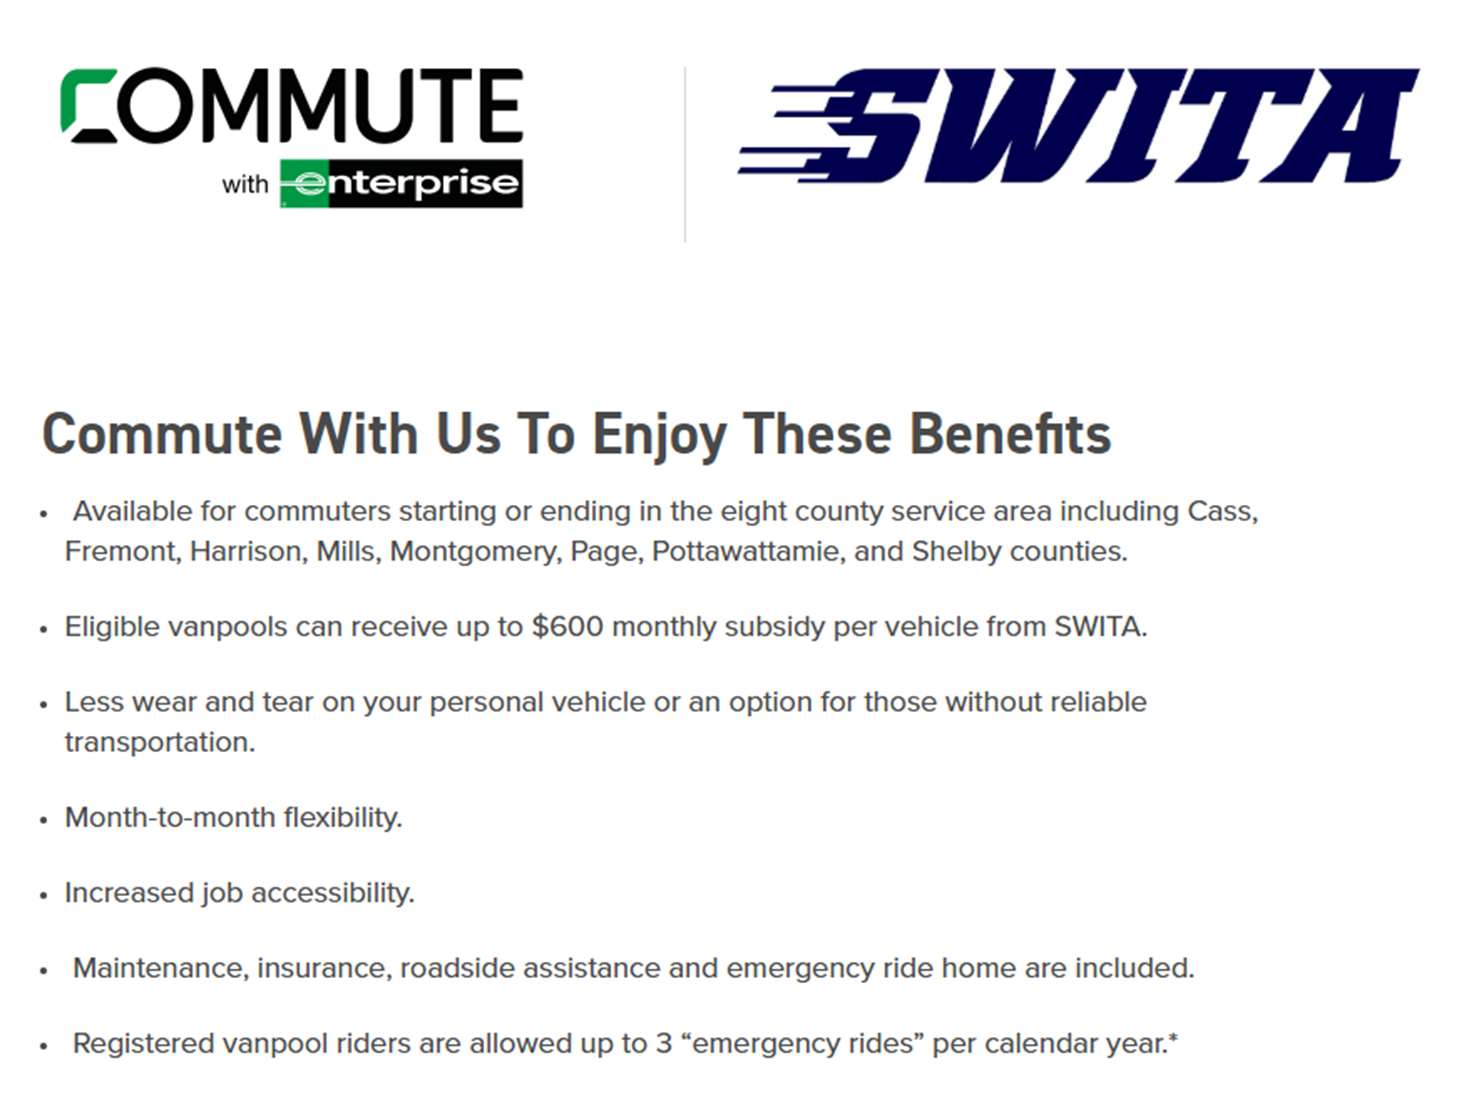 COMMUTE
with enterprise
SWITA
Commute With Us To Enjoy These Benefits
• Available for commuters starting or ending in the eight county service area including Cass,
Fremont, Harrison, Mills, Montgomery, Page, Pottawattamie, and Shelby counties.
• Eligible vanpools can receive up to $600 monthly subsidy per vehicle from SWITA.
• Less wear and tear on your personal vehicle or an option for those without reliable
transportation.
• Month-to-month flexibility.
• Increased job accessibility.
• Maintenance, insurance, roadside assistance and emergency ride home are included.
• Registered vanpool riders are allowed up to 3 “emergency rides” per calendar year.*